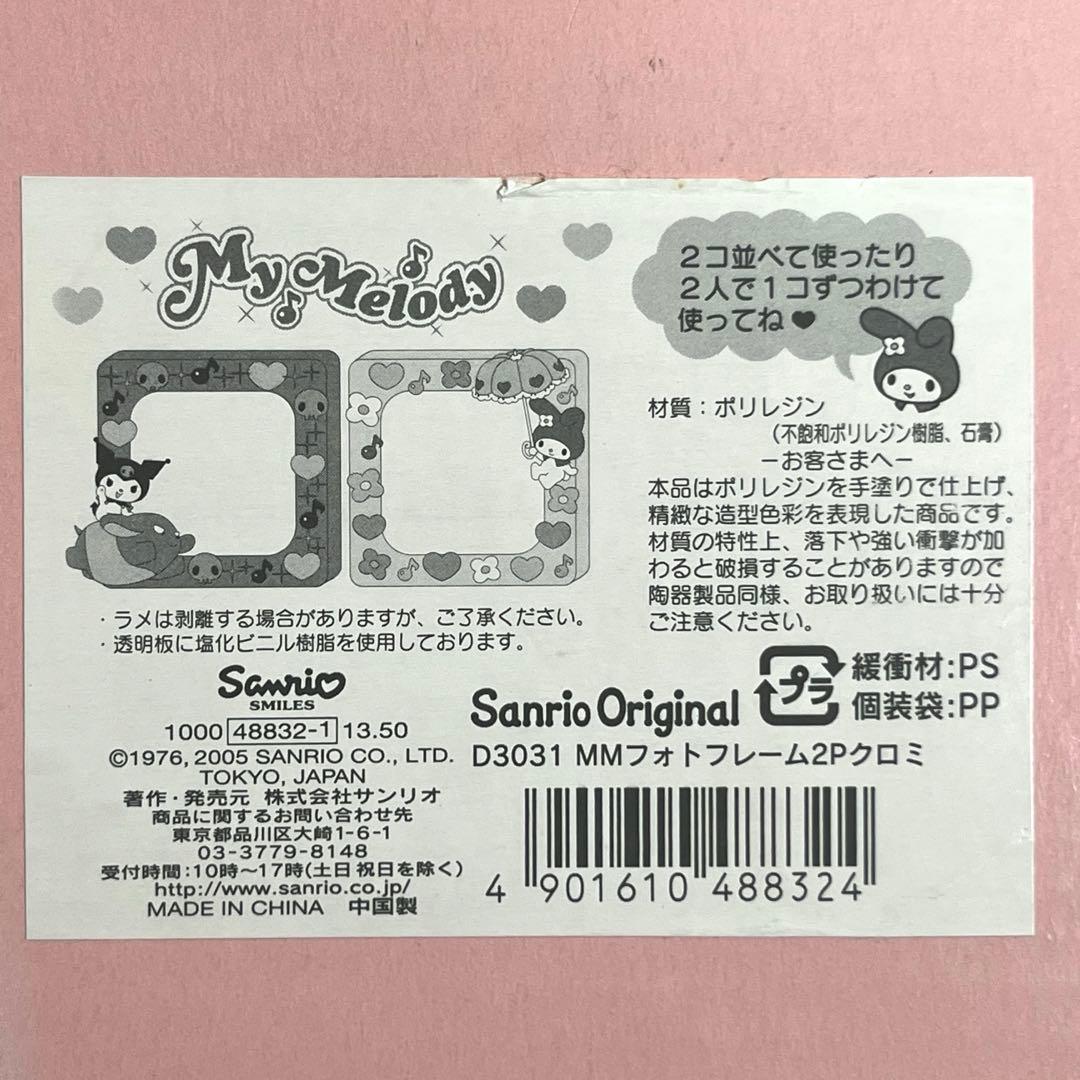 My Melody
2コ並べて使ったり
2人で1コずつわけて
使ってね♥
材質：ポリレジン
（不飽和ポリレジン樹脂、石膏）
－お客さまへ－
本品はポリレジンを手塗りで仕上げ、
精緻な造型色彩を表現した商品です。
材質の特性上、落下や強い衝撃が加
わると破損することがありますので
陶器製品同様、お取り扱いには十分
ご注意ください。
・ラメは剥離する場合がありますが、ご了承ください。
・透明板に塩化ビニル樹脂を使用しております。
Sanrio
SMILES
1000 48832-1 13.50
©1976, 2005 SANRIO CO., LTD.
TOKYO, JAPAN
著作・発売元 株式会社サンリオ
商品に関するお問い合わせ先
東京都品川区大崎1-6-1
03-3779-8148
受付時間：10時～17時(土日祝日を除く)
http://www.sanrio.co.jp/
MADE IN CHINA 中国製
Sanrio Original
プラ
緩衝材：PS
個装袋：PP
D3031 MMフォトフレーム2Pクロミ
4 901610 488324